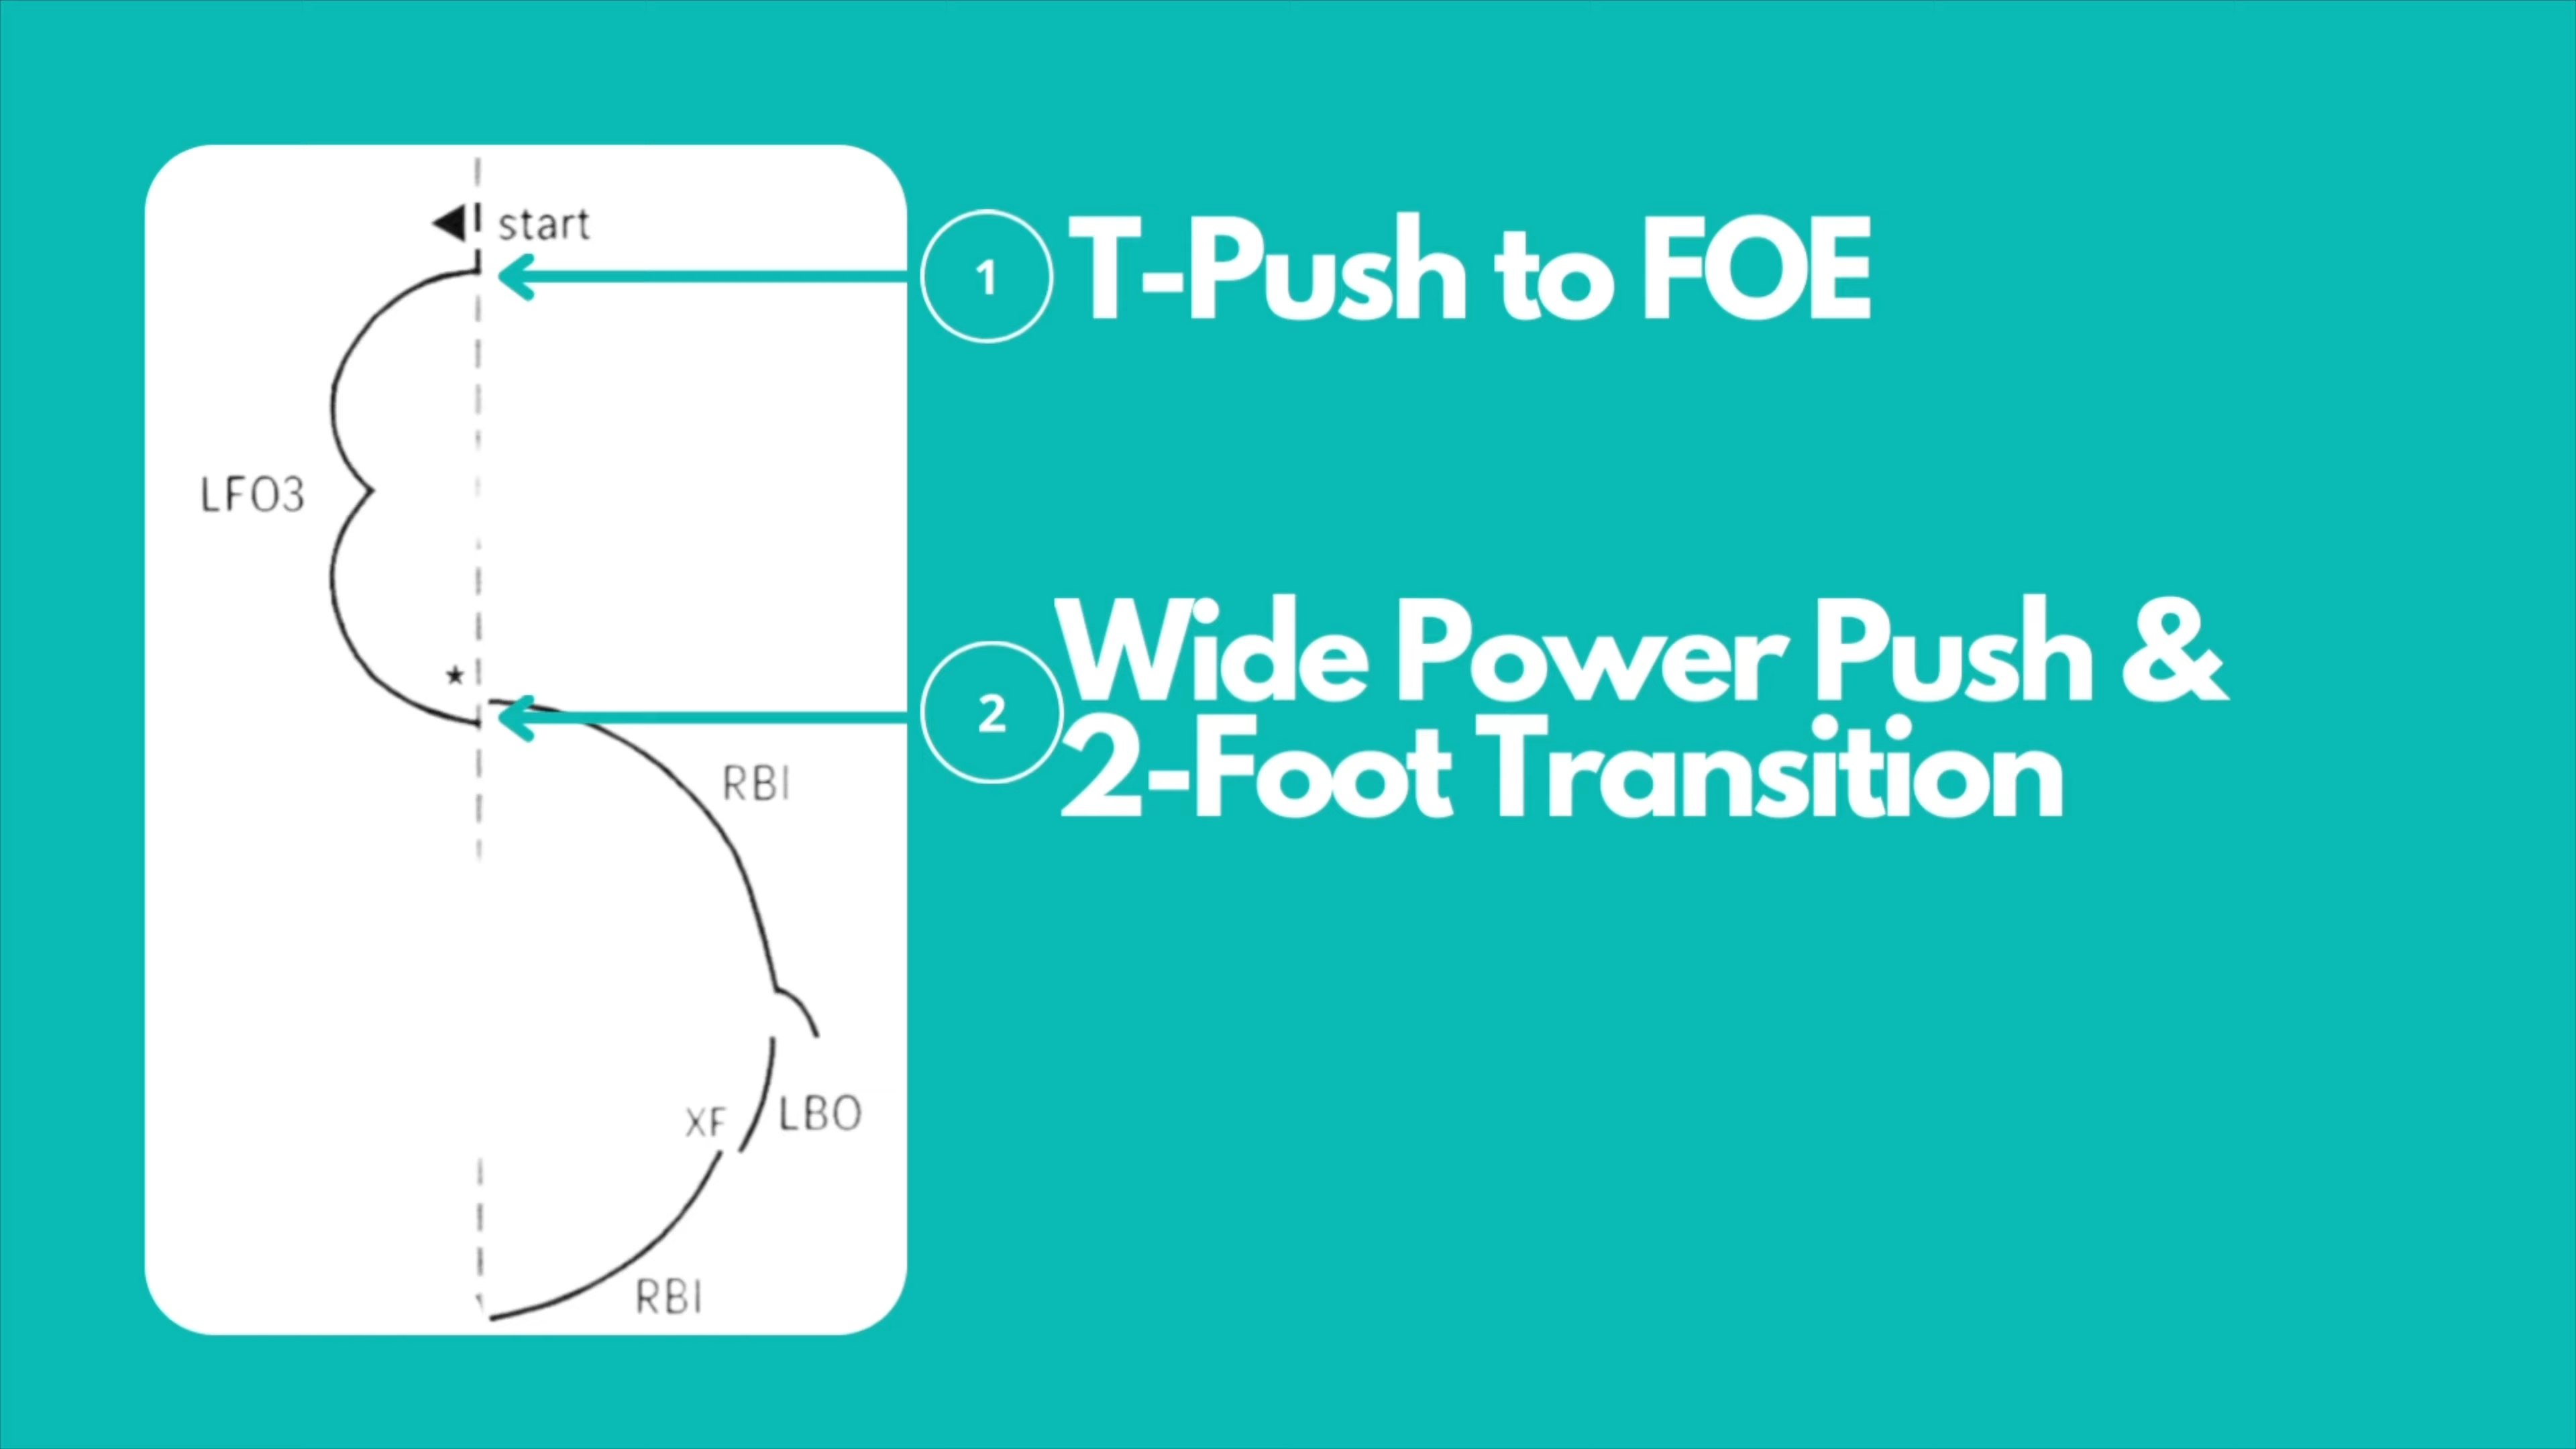 start
1
T-Push to FOE
LFO3
★
2
Wide Power Push &
2-Foot Transition
RBI
XF
LBO
RBI